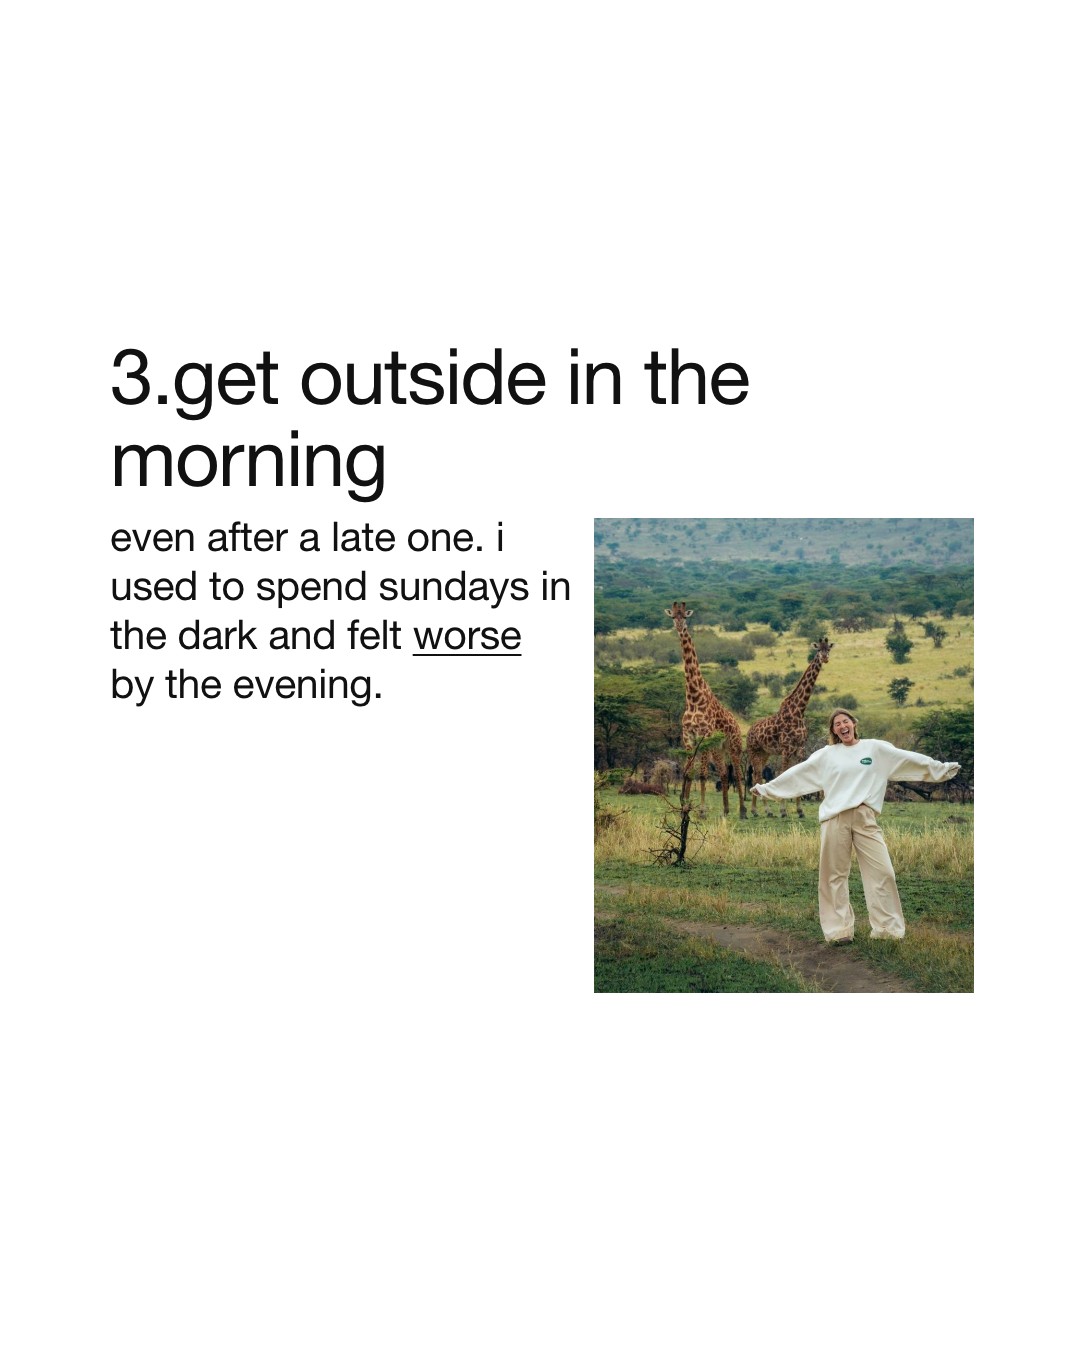 3.get outside in the
morning
even after a late one. i
used to spend sundays in
the dark and felt worse
by the evening.